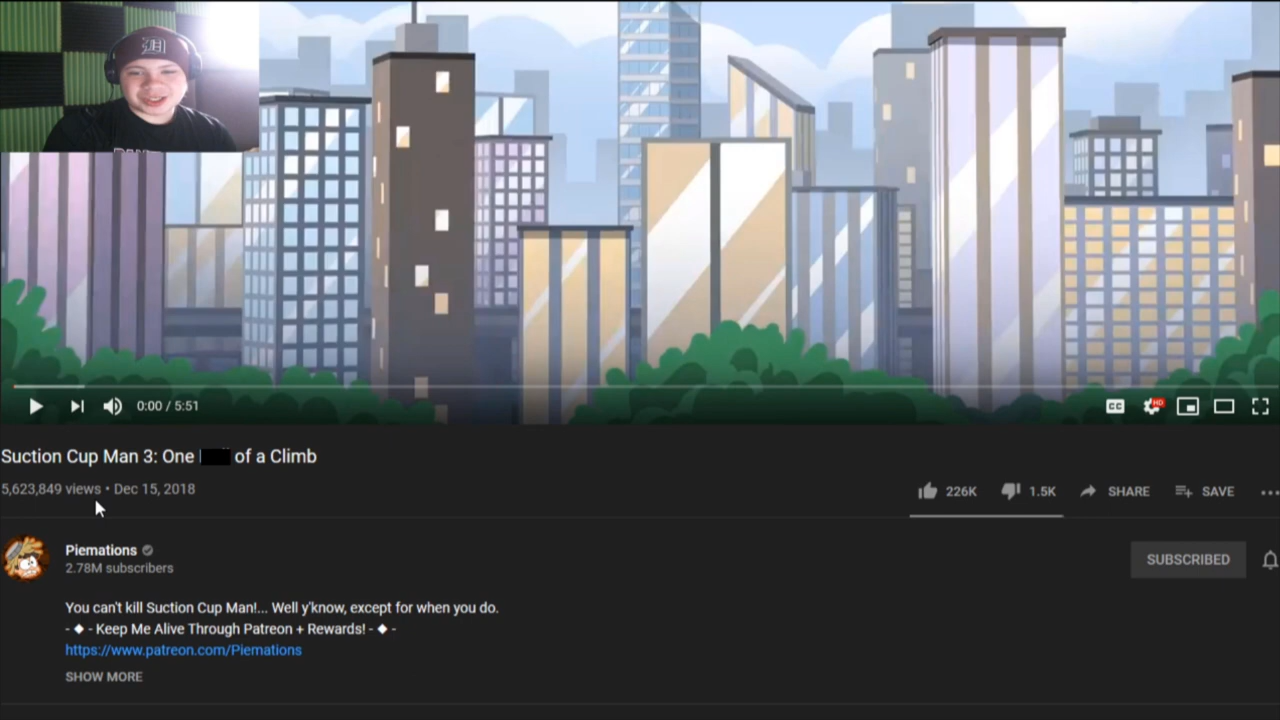 0:00 / 5:51
CC
HD
Suction Cup Man 3: One of a Climb
5,623,849 views • Dec 15, 2018
226K
1.5K
SHARE
SAVE
Piemations
2.78M subscribers
SUBSCRIBED
You can't kill Suction Cup Man!... Well y'know, except for when you do.
- ◆ - Keep Me Alive Through Patreon + Rewards! - ◆ -
https://www.patreon.com/Piemations
SHOW MORE